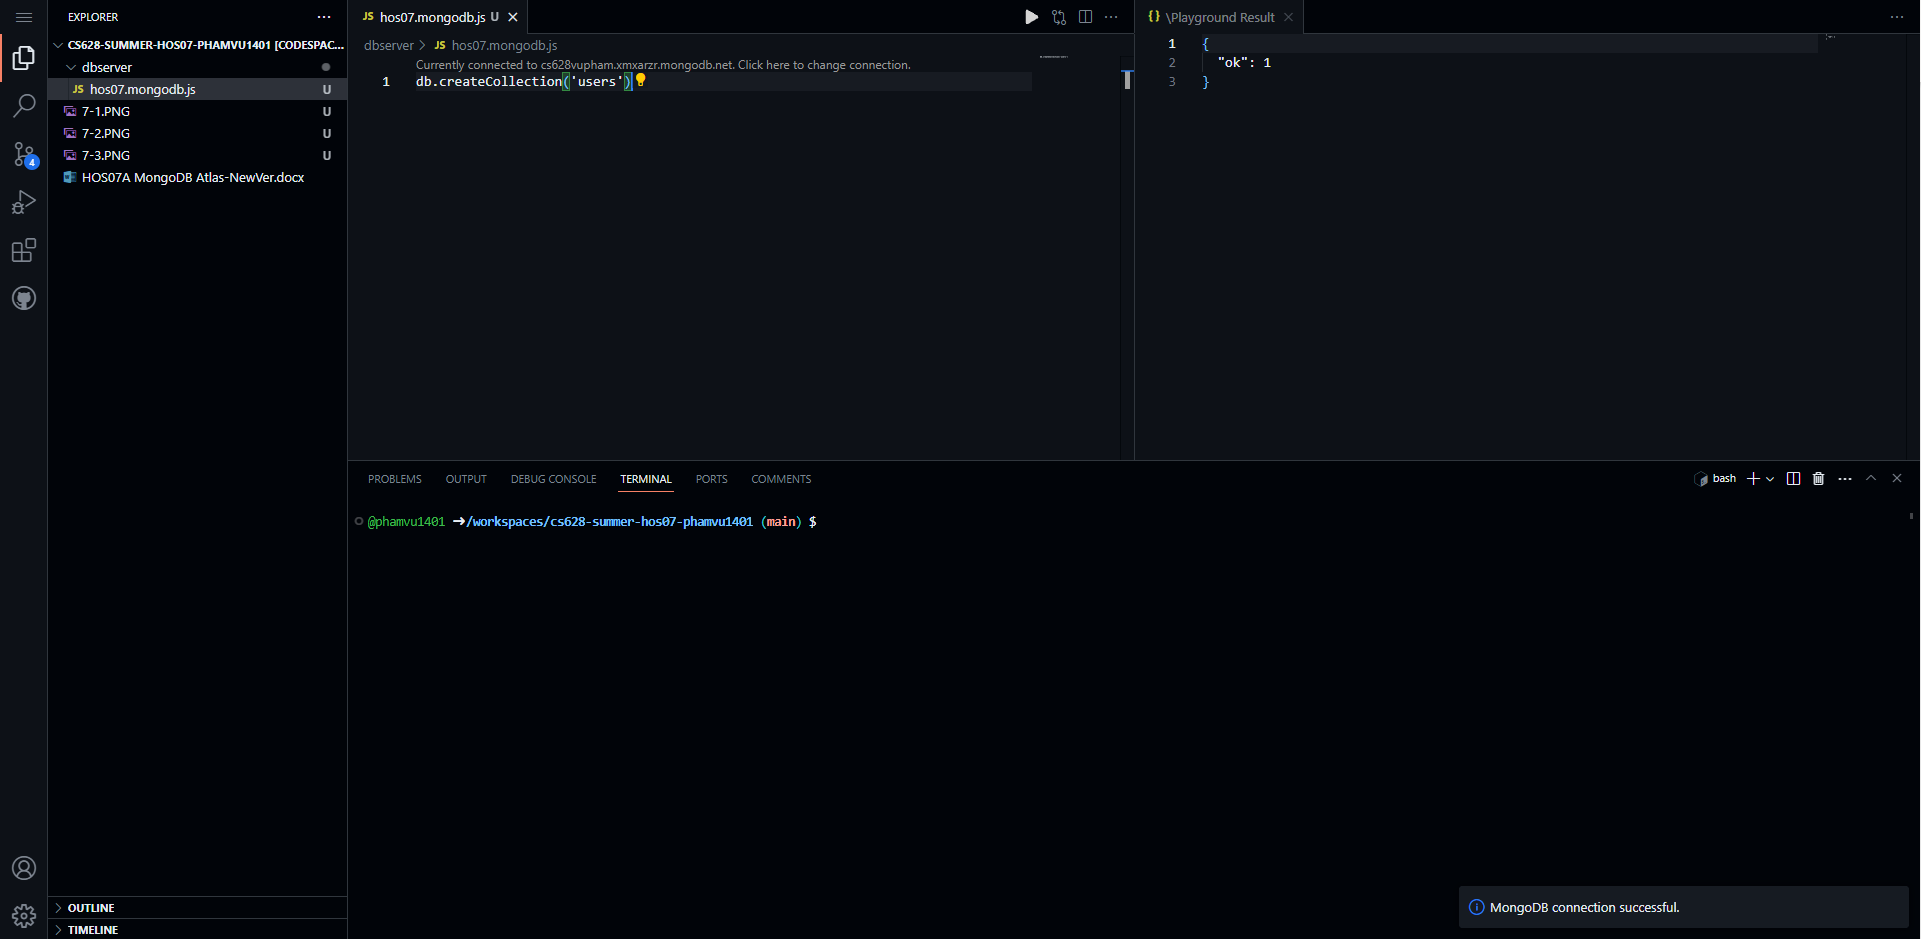 EXPLORER
CS628-SUMMER-HOS07-PHAMVU1401 [CODESPAC...
dbserver
JS hos07.mongodb.js U
7-1.PNG U
7-2.PNG U
7-3.PNG U
HOS07A MongoDB Atlas-NewVer.docx
4
OUTLINE
TIMELINE
JS hos07.mongodb.js U
dbserver > JS hos07.mongodb.js
Currently connected to cs628vupham.xmxarzr.mongodb.net. Click here to change connection.
1 db.createCollection('users')
{} \Playground Result
1 {
2 "ok": 1
3 }
PROBLEMS OUTPUT DEBUG CONSOLE TERMINAL PORTS COMMENTS
bash
@phamvu1401 ➜/workspaces/cs628-summer-hos07-phamvu1401 (main) $
MongoDB connection successful.